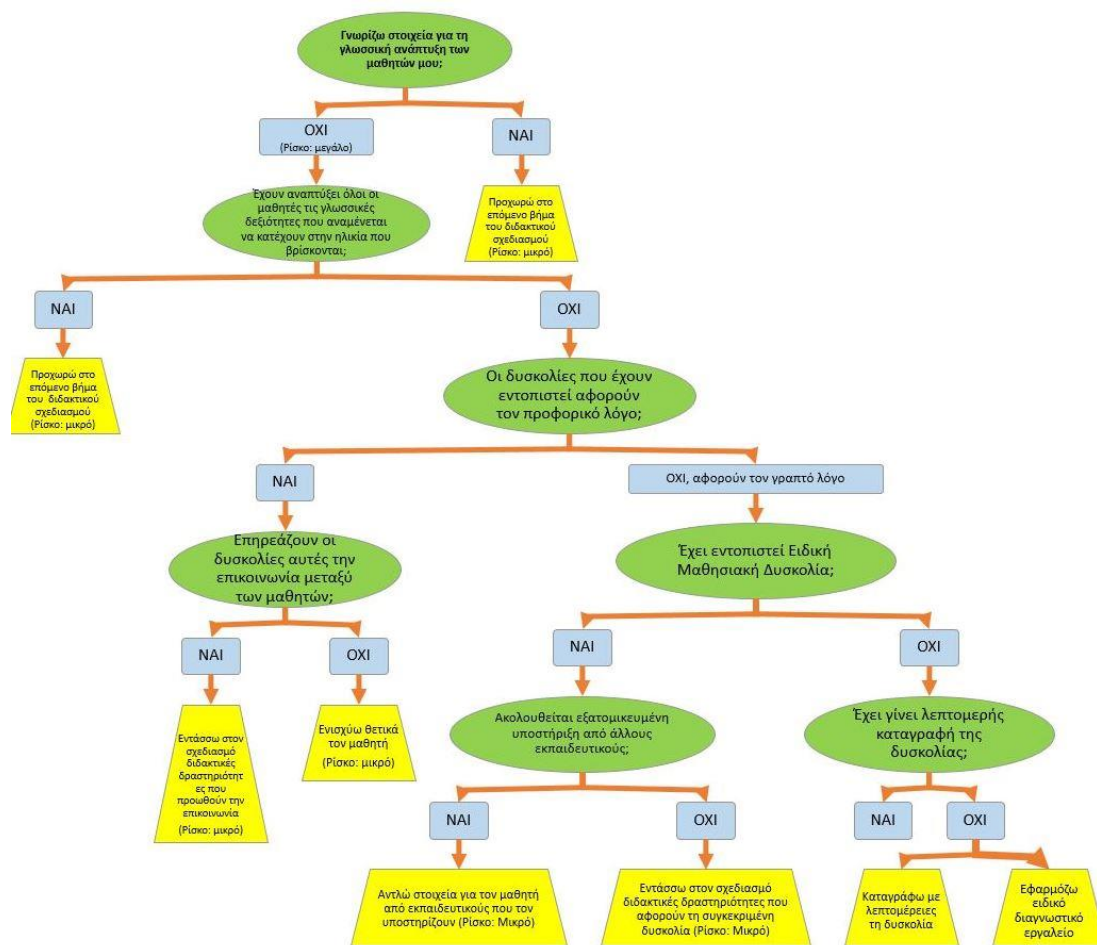 Γνωρίζω στοιχεία για τη
γλωσσική ανάπτυξη των
μαθητών μου;
ΟΧΙ
(Ρίσκο: μεγάλο)
ΝΑΙ
Έχουν αναπτύξει όλοι οι
μαθητές τις γλωσσικές
δεξιότητες που αναμένεται
να κατέχουν στην ηλικία που
βρίσκονται;
Προχωρώ στο
επόμενο βήμα
του διδακτικού
σχεδιασμού
(Ρίσκο: μικρό)
ΝΑΙ
ΟΧΙ
Προχωρώ στο
επόμενο βήμα
του διδακτικού
σχεδιασμού
(Ρίσκο: μικρό)
Οι δυσκολίες που έχουν
εντοπιστεί αφορούν
τον προφορικό λόγο;
ΝΑΙ
ΟΧΙ, αφορούν τον γραπτό λόγο
Επηρεάζουν οι
δυσκολίες αυτές την
επικοινωνία μεταξύ
των μαθητών;
Έχει εντοπιστεί Ειδική
Μαθησιακή Δυσκολία;
ΝΑΙ
ΟΧΙ
ΝΑΙ
ΟΧΙ
Εντάσσω στον
σχεδιασμό
διδακτικές
δραστηριότητ
ες που
προωθούν την
επικοινωνία
(Ρίσκο: μικρό)
Ενισχύω θετικά
τον μαθητή
(Ρίσκο: μικρό)
Ακολουθείται εξατομικευμένη
υποστήριξη από άλλους
εκπαιδευτικούς;
Έχει γίνει λεπτομερής
καταγραφή της
δυσκολίας;
ΝΑΙ
ΟΧΙ
ΝΑΙ
ΟΧΙ
Αντλώ στοιχεία για τον μαθητή
από εκπαιδευτικούς που τον
υποστηρίζουν (Ρίσκο: Μικρό)
Εντάσσω στον σχεδιασμό
διδακτικές δραστηριότητες που
αφορούν τη συγκεκριμένη
δυσκολία (Ρίσκο: Μικρό)
Καταγράφω με
λεπτομέρειες
τη δυσκολία
Εφαρμόζω
ειδικό
διαγνωστικό
εργαλείο